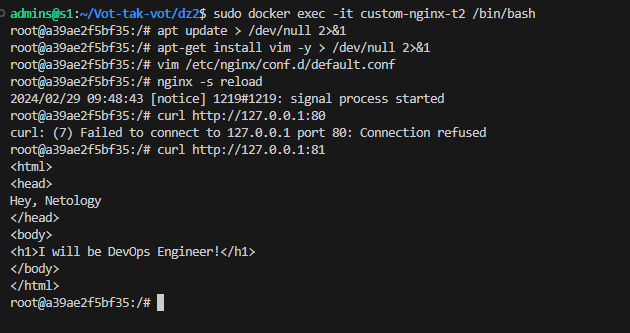 admins@s1:~/Vot-tak-vot/dz2$ sudo docker exec -it custom-nginx-t2 /bin/bash
root@a39ae2f5bf35:/# apt update > /dev/null 2>&1
root@a39ae2f5bf35:/# apt-get install vim -y > /dev/null 2>&1
root@a39ae2f5bf35:/# vim /etc/nginx/conf.d/default.conf
root@a39ae2f5bf35:/# nginx -s reload
2024/02/29 09:48:43 [notice] 1219#1219: signal process started
root@a39ae2f5bf35:/# curl http://127.0.0.1:80
curl: (7) Failed to connect to 127.0.0.1 port 80: Connection refused
root@a39ae2f5bf35:/# curl http://127.0.0.1:81
<html>
<head>
Hey, Netology
</head>
<body>
<h1>I will be DevOps Engineer!</h1>
</body>
</html>
root@a39ae2f5bf35:/#